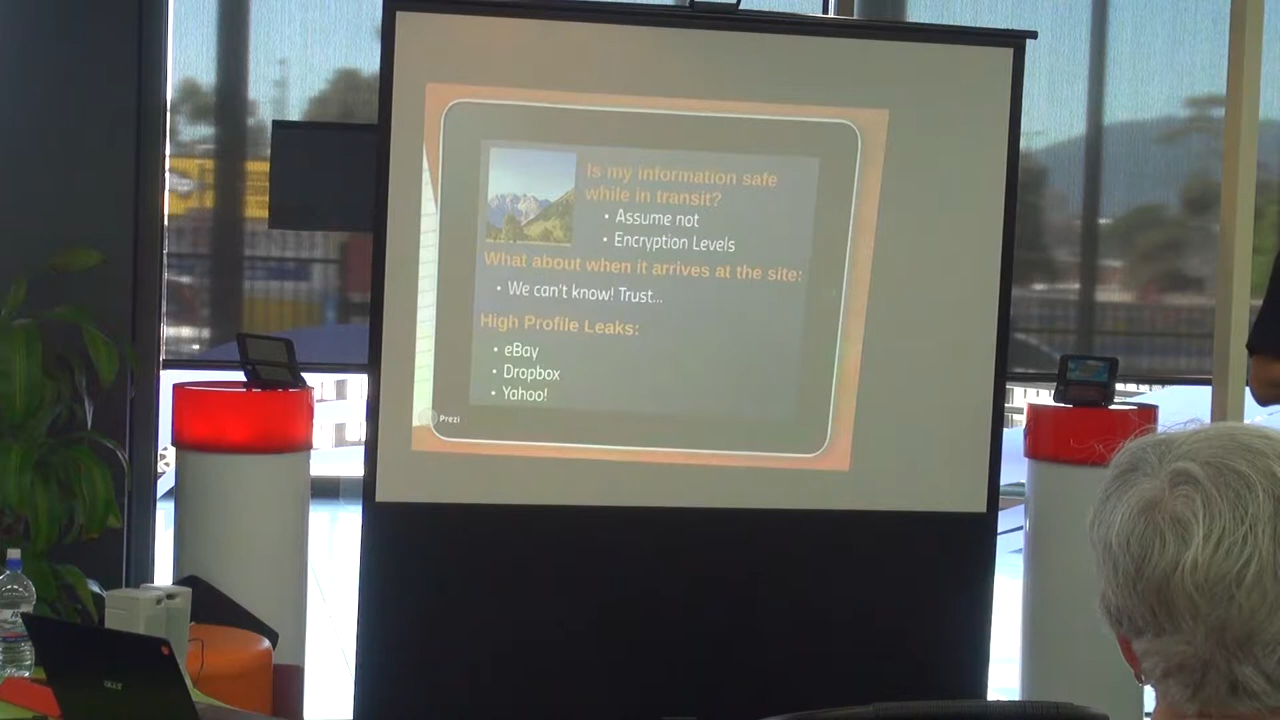 Is my information safe
while in transit?
• Assume not
• Encryption Levels
What about when it arrives at the site:
• We can't know! Trust...
High Profile Leaks:
• eBay
• Dropbox
• Yahoo!
Prezi
acer